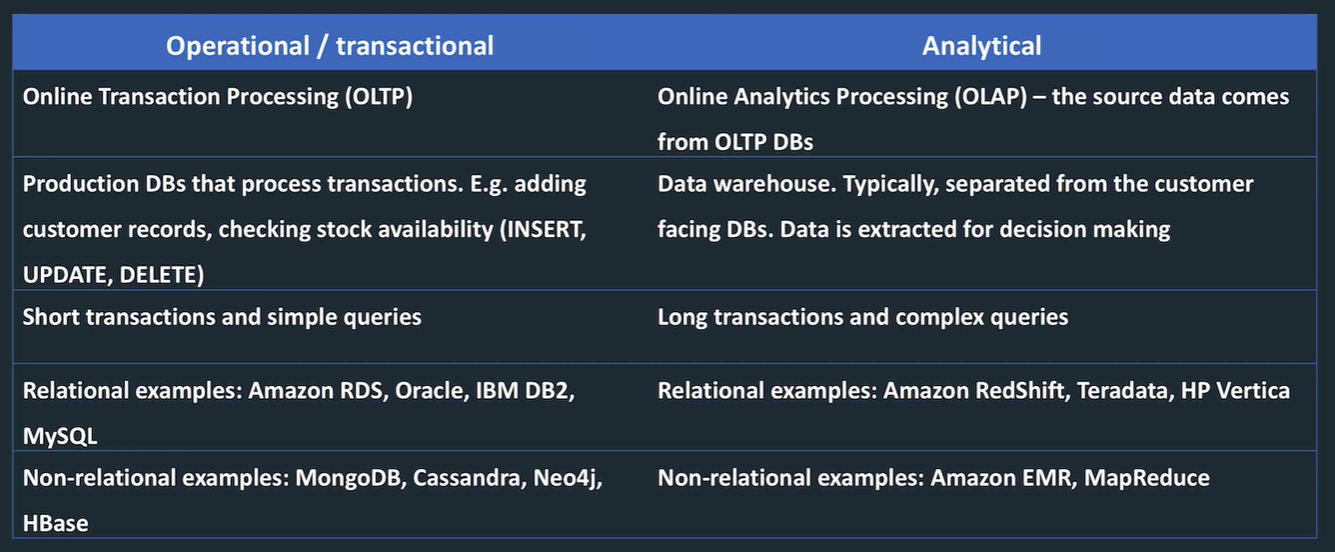 Operational / transactional
Analytical
Online Transaction Processing (OLTP)
Online Analytics Processing (OLAP) – the source data comes
from OLTP DBs
Production DBs that process transactions. E.g. adding
customer records, checking stock availability (INSERT,
UPDATE, DELETE)
Data warehouse. Typically, separated from the customer
facing DBs. Data is extracted for decision making
Short transactions and simple queries
Long transactions and complex queries
Relational examples: Amazon RDS, Oracle, IBM DB2,
MySQL
Relational examples: Amazon RedShift, Teradata, HP Vertica
Non-relational examples: MongoDB, Cassandra, Neo4j,
HBase
Non-relational examples: Amazon EMR, MapReduce